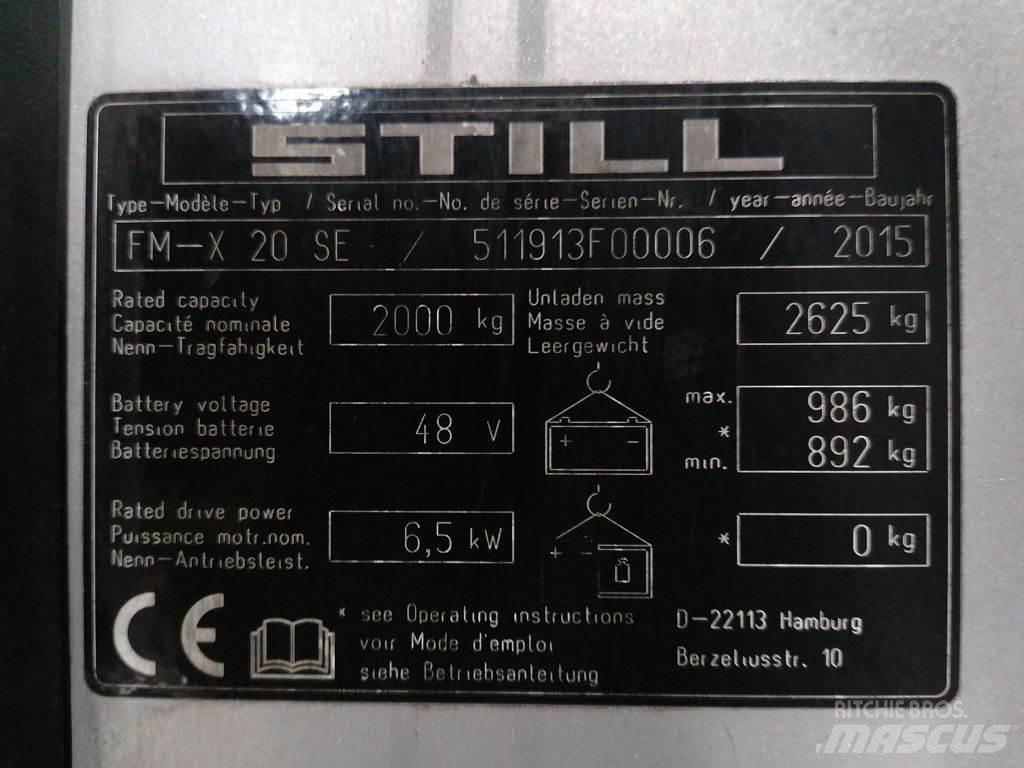 STILL
Type-Modèle-Typ / Serial no.-No. de série-Serien-Nr. / year-année-Baujahr
FM-X 20 SE / 511913F00006 / 2015
Rated capacity
Capacité nominale
Nenn-Tragfähigkeit
2000 kg
Unladen mass
Masse à vide
Leergewicht
2625 kg
Battery voltage
Tension batterie
Batteriespannung
48 V
+ -
max. 986 kg
*
min. 892 kg
Rated drive power
Puissance motr.nom.
Nenn-Antriebsleist.
6,5 kW
+ -
* 0 kg
CE
* see Operating instructions
voir Mode d'emploi
siehe Betriebsanleitung
D-22113 Hamburg
Berzeliusstr. 10
RITCHIE BROS.
MASCUS